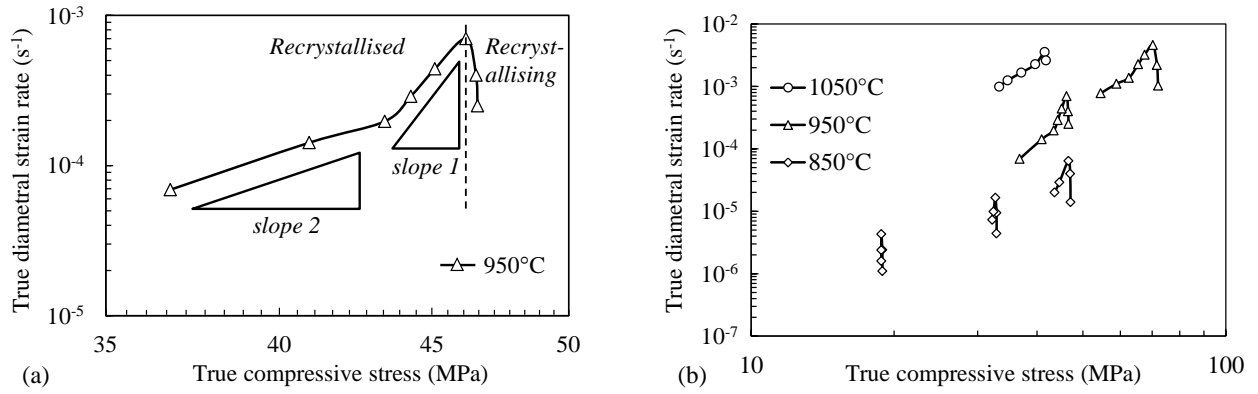 10⁻³
10⁻⁴
10⁻⁵
True diametral strain rate (s⁻¹)
Recrystallised
Recryst-
allising
slope 1
slope 2
950°C
35
40
45
50
True compressive stress (MPa)
(a)
10⁻²
10⁻³
10⁻⁴
10⁻⁵
10⁻⁶
10⁻⁷
True diametral strain rate (s⁻¹)
1050°C
950°C
850°C
10
100
True compressive stress (MPa)
(b)